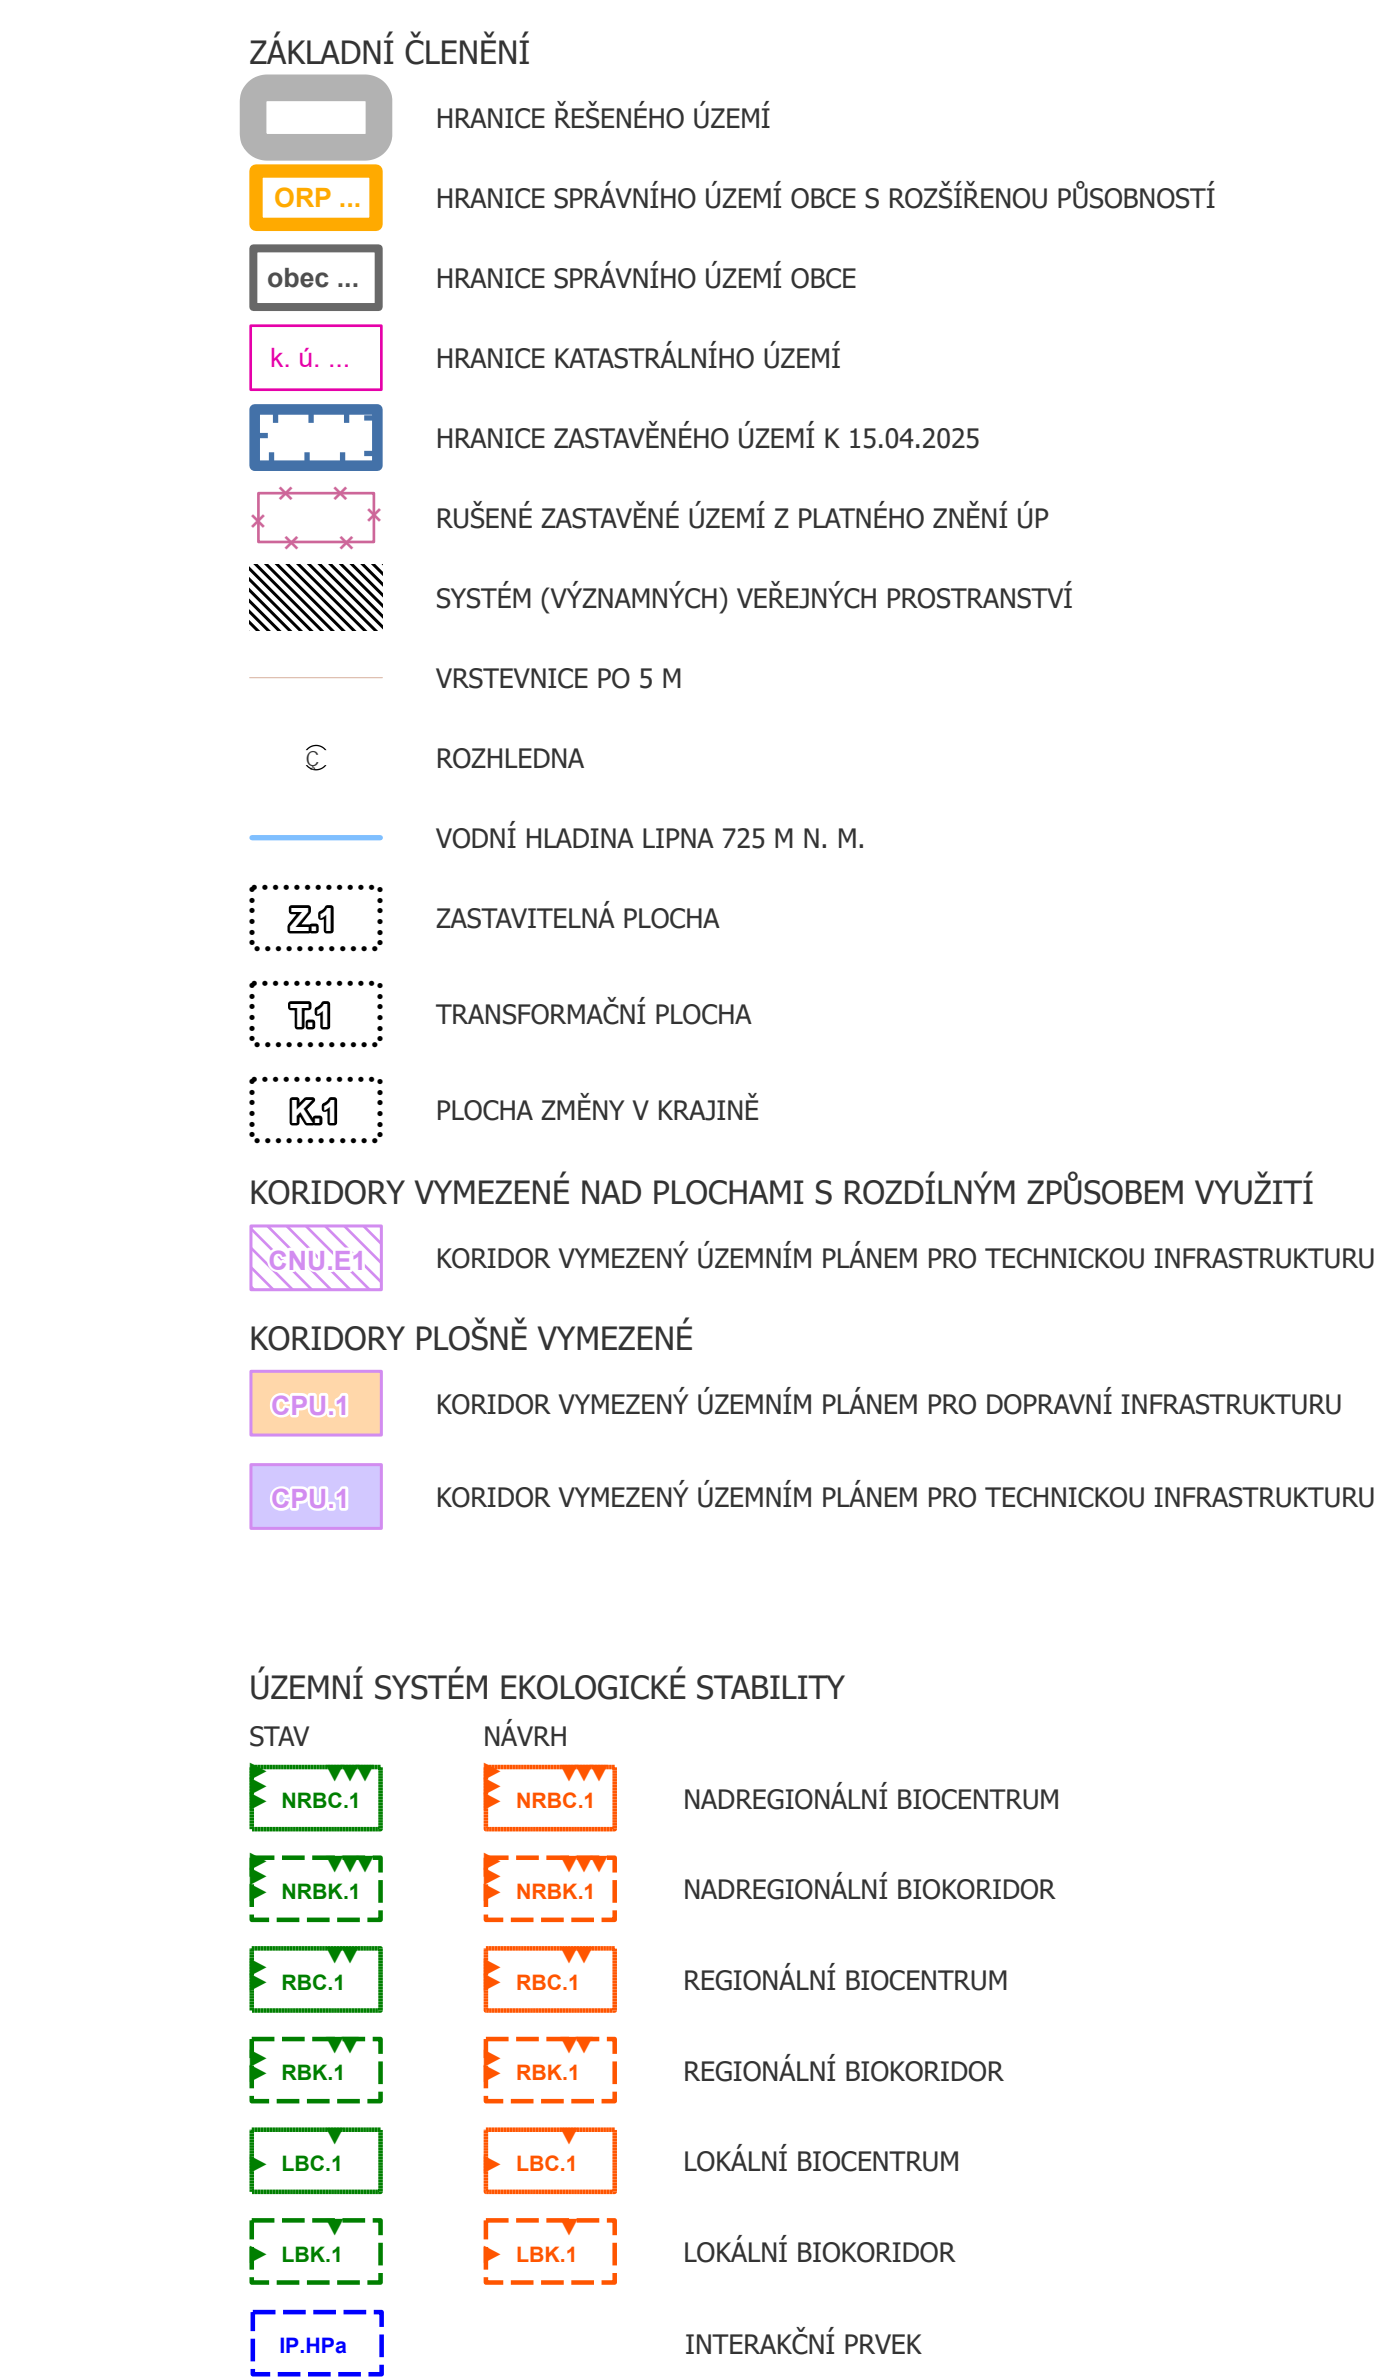 ZÁKLADNÍ ČLENĚNÍ
HRANICE ŘEŠENÉHO ÚZEMÍ
ORP ... HRANICE SPRÁVNÍHO ÚZEMÍ OBCE S ROZŠÍŘENOU PŮSOBNOSTÍ
obec ... HRANICE SPRÁVNÍHO ÚZEMÍ OBCE
k. ú. ... HRANICE KATASTRÁLNÍHO ÚZEMÍ
HRANICE ZASTAVĚNÉHO ÚZEMÍ K 15.04.2025
RUŠENÉ ZASTAVĚNÉ ÚZEMÍ Z PLATNÉHO ZNĚNÍ ÚP
SYSTÉM (VÝZNAMNÝCH) VEŘEJNÝCH PROSTRANSTVÍ
VRSTEVNICE PO 5 M
ROZHLEDNA
VODNÍ HLADINA LIPNA 725 M N. M.
Z.1 ZASTAVITELNÁ PLOCHA
T.1 TRANSFORMAČNÍ PLOCHA
K.1 PLOCHA ZMĚNY V KRAJINĚ
KORIDORY VYMEZENÉ NAD PLOCHAMI S ROZDÍLNÝM ZPŮSOBEM VYUŽITÍ
CNU.E1 KORIDOR VYMEZENÝ ÚZEMNÍM PLÁNEM PRO TECHNICKOU INFRASTRUKTURU
KORIDORY PLOŠNĚ VYMEZENÉ
CPU.1 KORIDOR VYMEZENÝ ÚZEMNÍM PLÁNEM PRO DOPRAVNÍ INFRASTRUKTURU
CPU.1 KORIDOR VYMEZENÝ ÚZEMNÍM PLÁNEM PRO TECHNICKOU INFRASTRUKTURU
ÚZEMNÍ SYSTÉM EKOLOGICKÉ STABILITY
STAV NÁVRH
NRBC.1 NRBC.1 NADREGIONÁLNÍ BIOCENTRUM
NRBK.1 NRBK.1 NADREGIONÁLNÍ BIOKORIDOR
RBC.1 RBC.1 REGIONÁLNÍ BIOCENTRUM
RBK.1 RBK.1 REGIONÁLNÍ BIOKORIDOR
LBC.1 LBC.1 LOKÁLNÍ BIOCENTRUM
LBK.1 LBK.1 LOKÁLNÍ BIOKORIDOR
IP.HPa INTERAKČNÍ PRVEK